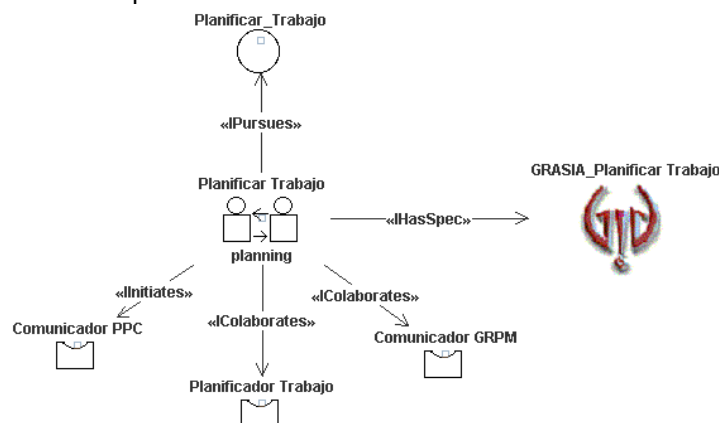 Planificar_Trabajo
«IPursues»
Planificar Trabajo
GRASIA_Planificar Trabajo
«IHasSpec»
planning
«IInitiates»
«IColaborates»
«IColaborates»
Comunicador PPC
Comunicador GRPM
Planificador Trabajo